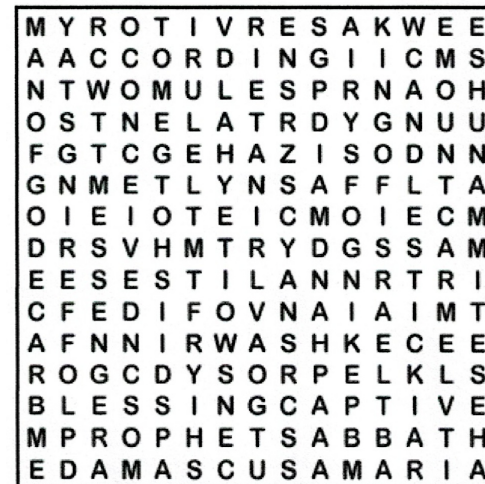 M Y R O T I V R E S A K W E E
A A C C O R D I N G I I C M S
N T W O M U L E S P R N A O H
O S T N E L A T R D Y G N U U
F G T C G E H A Z I S O D N N
G N M E T L Y N S A F F L T A
O I E I O T E I C M O I E C M
D R S V H M T R Y D G S S A M
E E S E S T I L A N N R T R I
C F E D I F O V N A I A I M T
A F N N I R W A S H K E C E E
R O G C D Y S O R P E L K L S
B L E S S I N G C A P T I V E
M P R O P H E T S A B B A T H
E D A M A S C U S A M A R I A